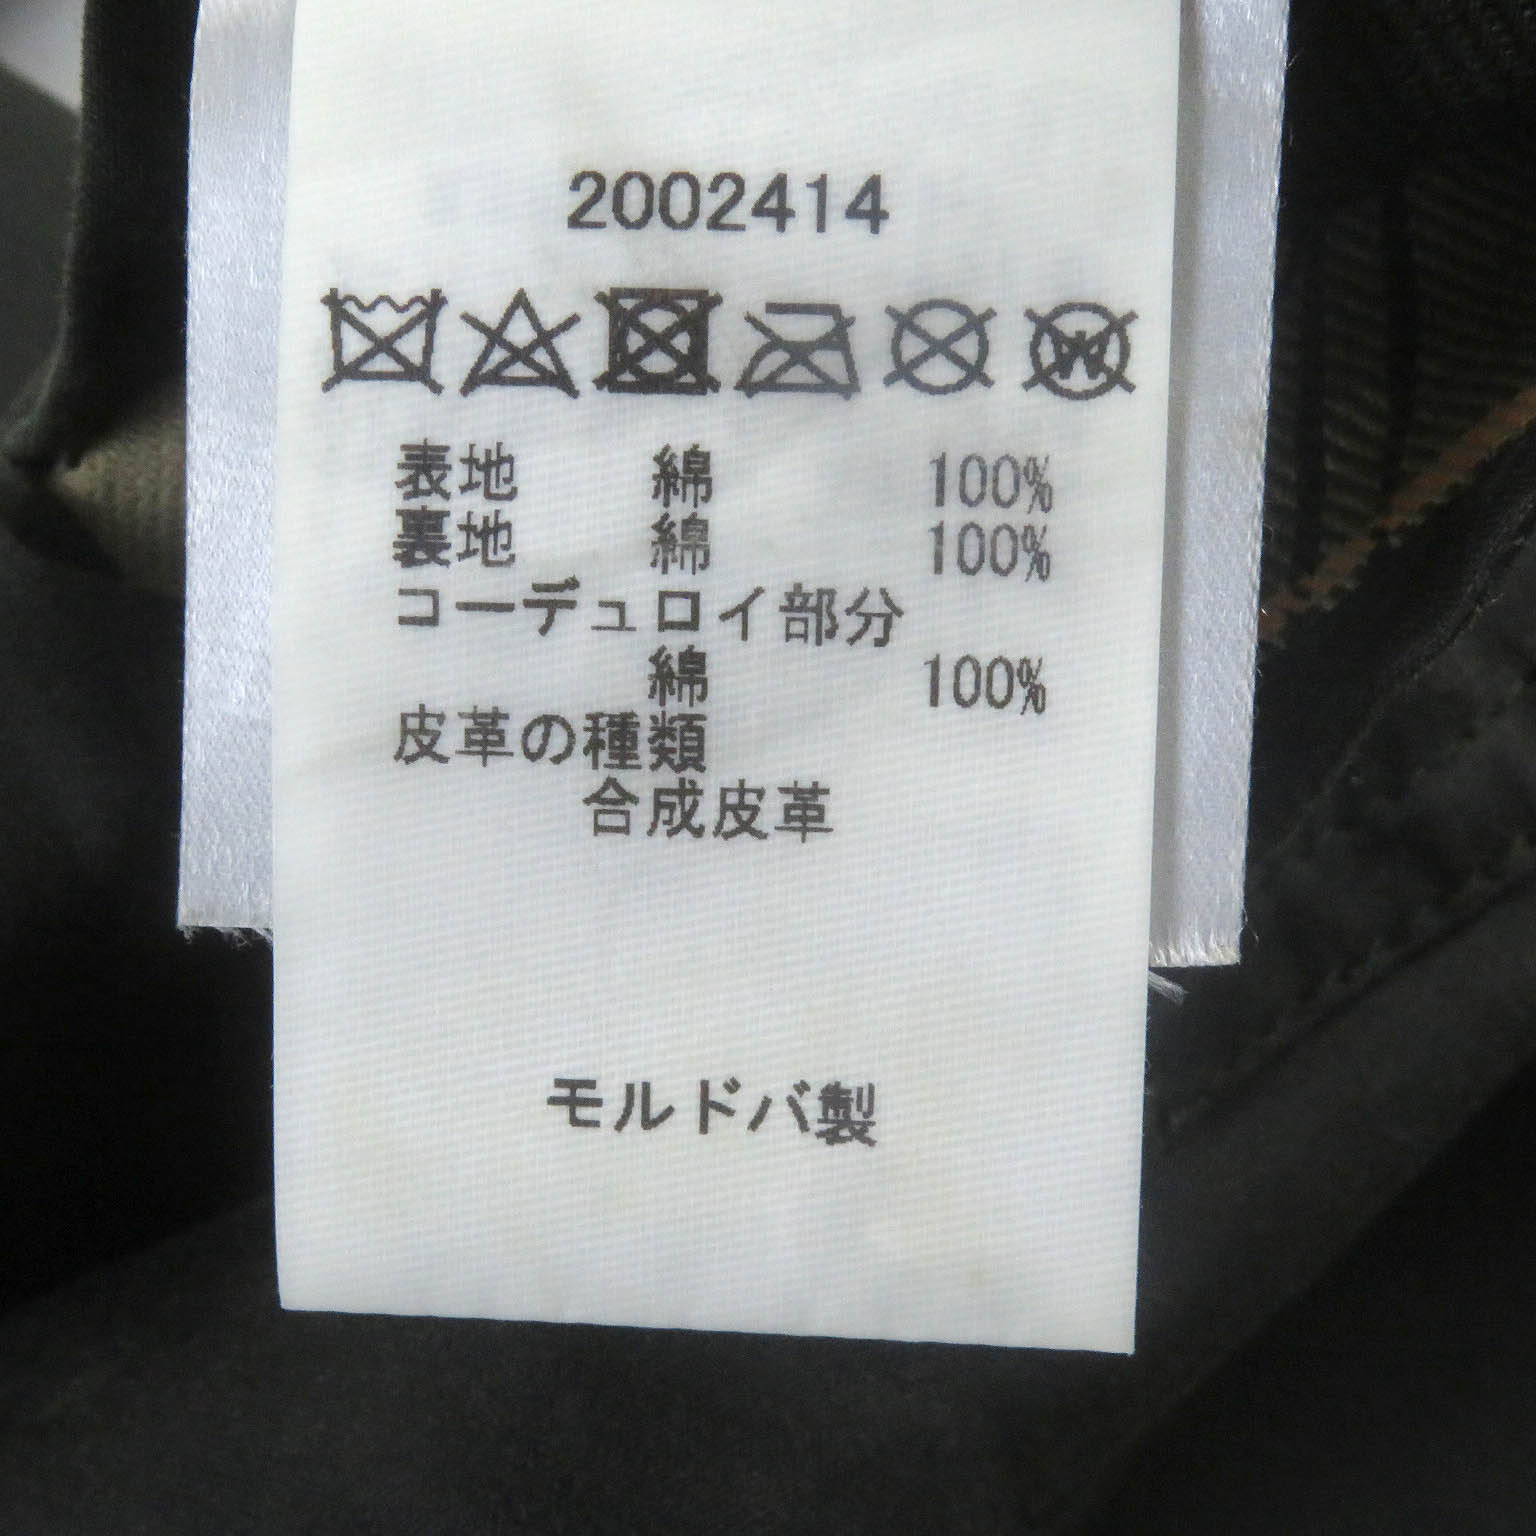 2002414
表地 綿 100%
裏地 綿 100%
コーデュロイ部分
綿 100%
皮革の種類
合成皮革
モルドバ製